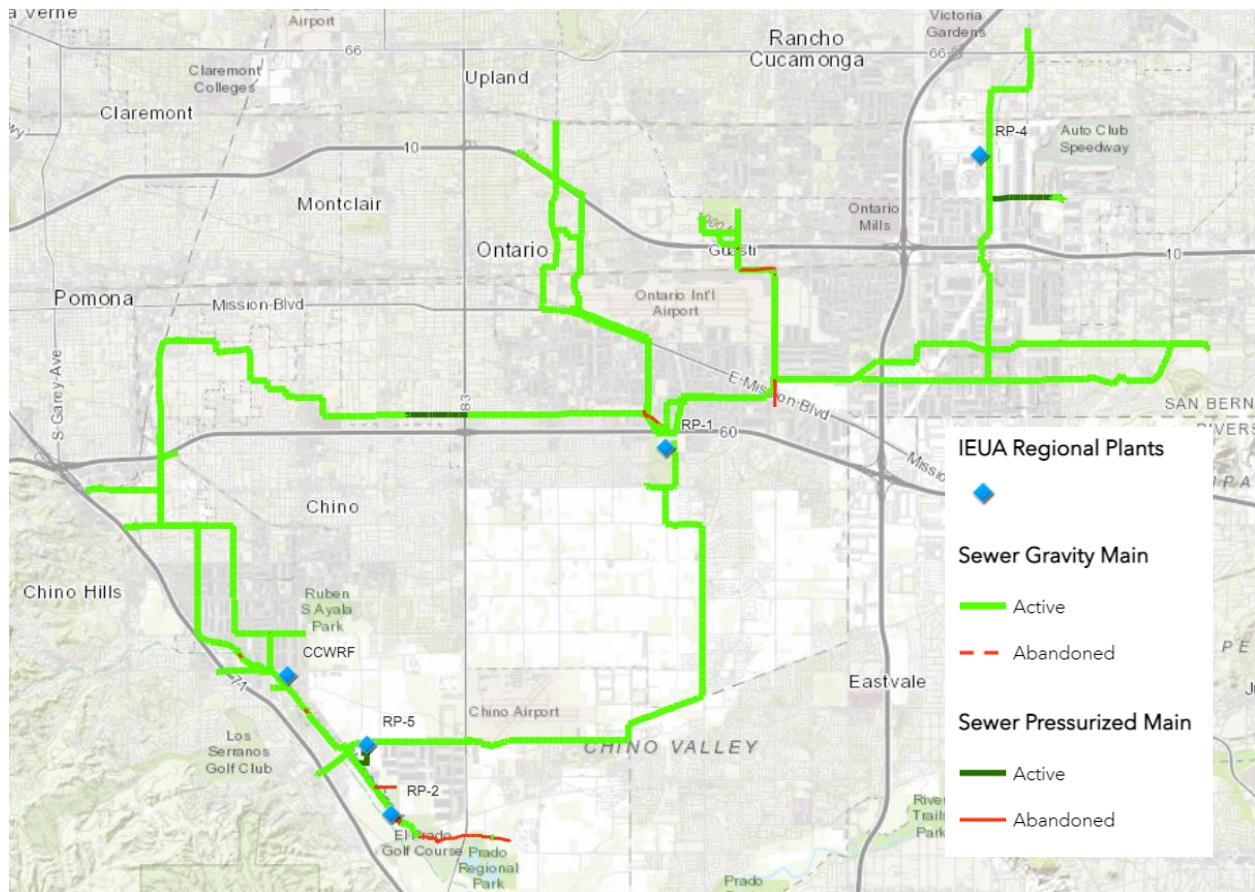 a Verne
Airport
Victoria
Gardens
66
66
Rancho
Cucamonga
Claremont
Colleges
Upland
Claremont
RP-4
Auto Club
Speedway
10
Montclair
Ontario
Mills
Ontario
Guasti
10
Pomona
Mission-Blvd
Ontario Int'l
Airport
S-Garey-Ave
E-Mission-Blvd
83
SAN BERN
RIVERS
RP-1
60
Missi
Chino
Chino Hills
Ruben
S Ayala
Park
CCWRF
71
Eastvale
RP-5
Chino Airport
Los
Serranos
Golf Club
CHINO VALLEY
RP-2
El Prado
Golf Course
Prado
Regional
Park
River
Trails
Park
Prado
IEUA Regional Plants
Sewer Gravity Main
Active
Abandoned
Sewer Pressurized Main
Active
Abandoned